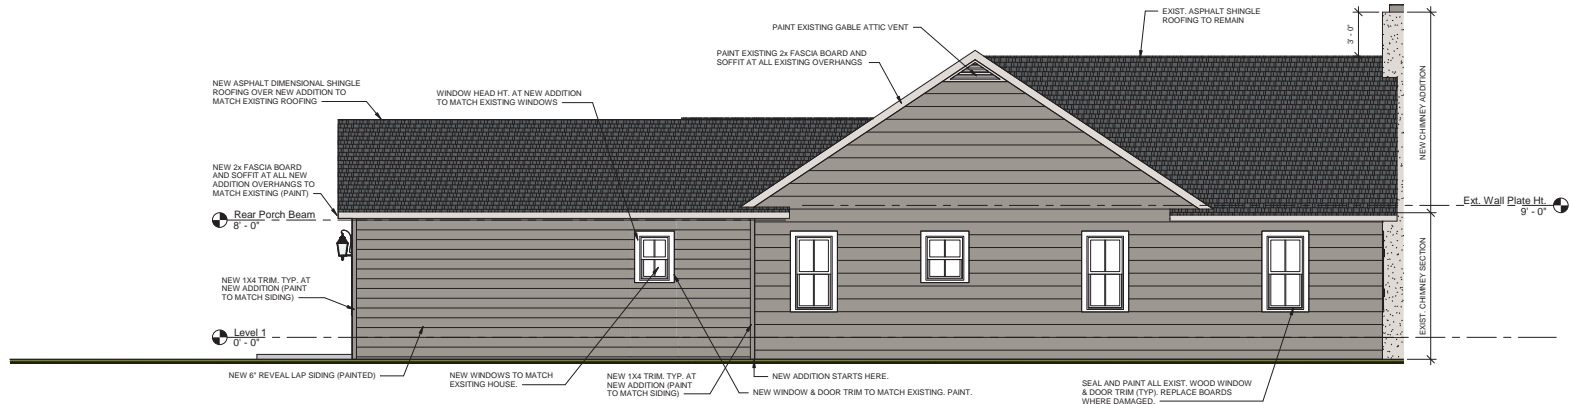 EXIST. ASPHALT SHINGLE
ROOFING TO REMAIN
PAINT EXISTING GABLE ATTIC VENT
3' - 0"
PAINT EXISTING 2x FASCIA BOARD AND
SOFFIT AT ALL EXISTING OVERHANGS
NEW ASPHALT DIMENSIONAL SHINGLE
ROOFING OVER NEW ADDITION TO
MATCH EXISTING ROOFING
WINDOW HEAD HT. AT NEW ADDITION
TO MATCH EXISTING WINDOWS
NEW CHIMNEY ADDITION
NEW 2x FASCIA BOARD
AND SOFFIT AT ALL NEW
ADDITION OVERHANGS TO
MATCH EXISTING (PAINT)
Ext. Wall Plate Ht.
9' - 0"
Rear Porch Beam
8' - 0"
NEW 1X4 TRIM. TYP. AT
NEW ADDITION (PAINT
TO MATCH SIDING)
EXIST. CHIMNEY SECTION
Level 1
0' - 0"
NEW 6" REVEAL LAP SIDING (PAINTED)
NEW WINDOWS TO MATCH
EXSITING HOUSE.
NEW 1X4 TRIM. TYP. AT
NEW ADDITION (PAINT
TO MATCH SIDING)
NEW ADDITION STARTS HERE.
NEW WINDOW & DOOR TRIM TO MATCH EXISTING. PAINT.
SEAL AND PAINT ALL EXIST. WOOD WINDOW
& DOOR TRIM (TYP). REPLACE BOARDS
WHERE DAMAGED.